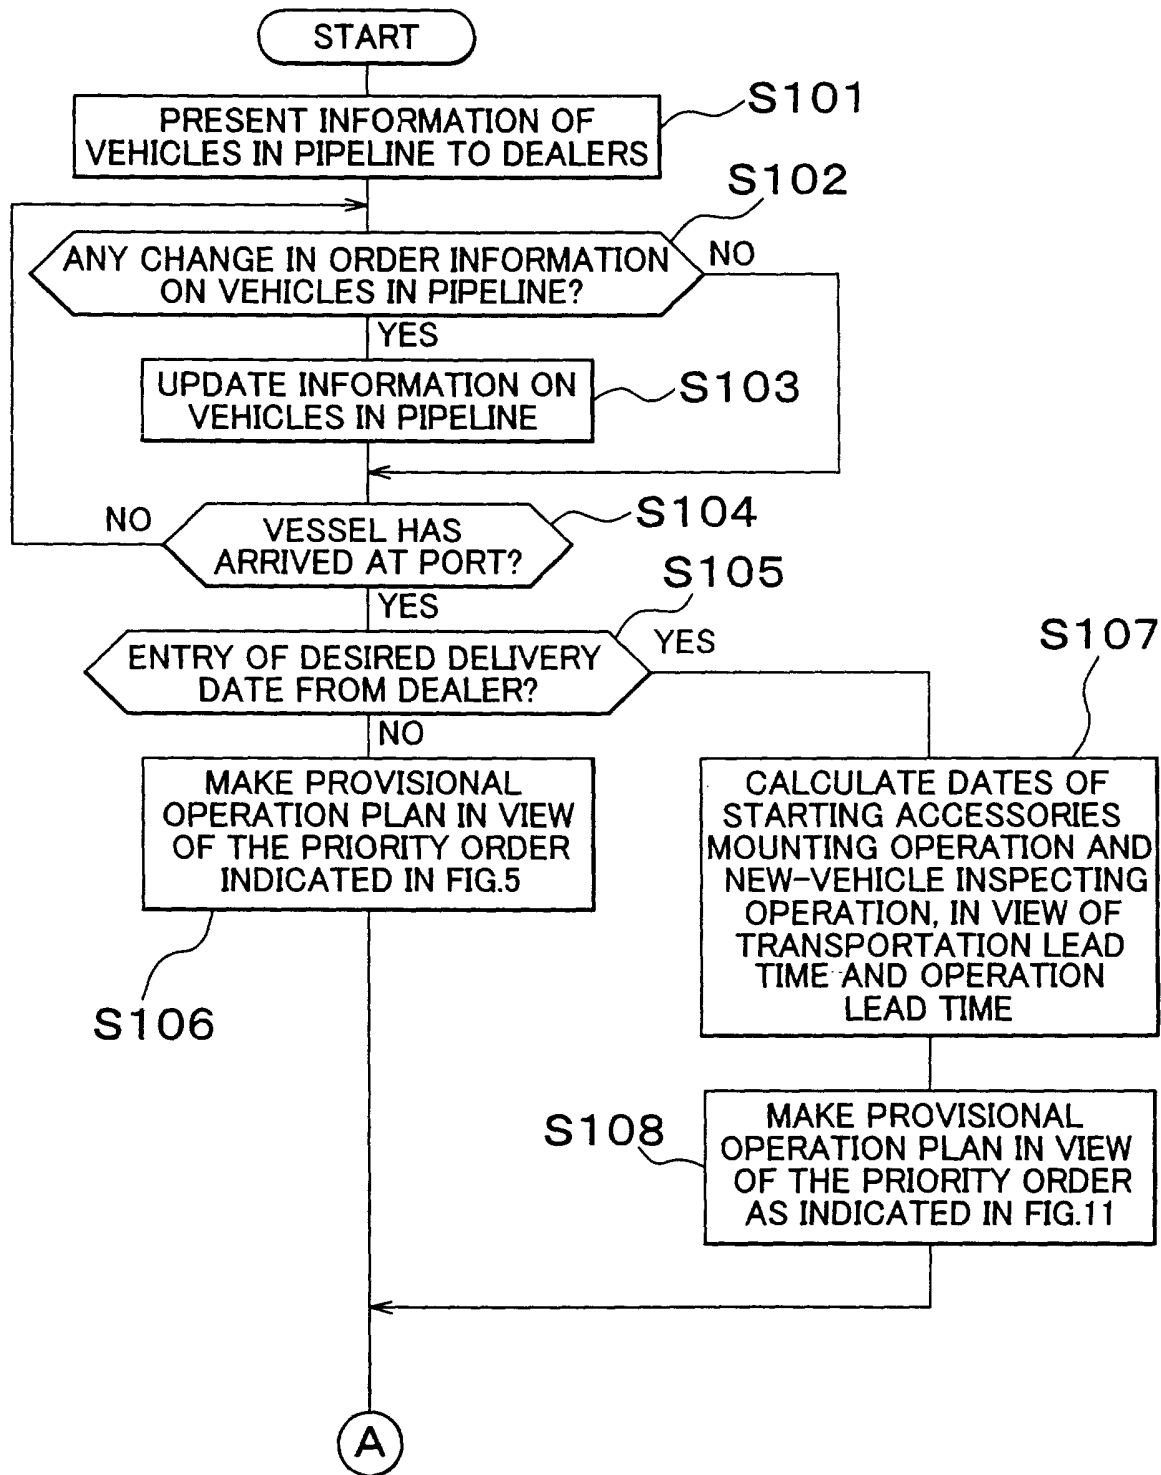 START
S101
PRESENT INFORMATION OF
VEHICLES IN PIPELINE TO DEALERS
S102
ANY CHANGE IN ORDER INFORMATION
ON VEHICLES IN PIPELINE?
NO
YES
UPDATE INFORMATION ON
VEHICLES IN PIPELINE
S103
NO
VESSEL HAS
ARRIVED AT PORT?
S104
YES
S105
ENTRY OF DESIRED DELIVERY
DATE FROM DEALER?
YES
NO
MAKE PROVISIONAL
OPERATION PLAN IN VIEW
OF THE PRIORITY ORDER
INDICATED IN FIG.5
S106
S107
CALCULATE DATES OF
STARTING ACCESSORIES
MOUNTING OPERATION AND
NEW-VEHICLE INSPECTING
OPERATION, IN VIEW OF
TRANSPORTATION LEAD
TIME AND OPERATION
LEAD TIME
S108
MAKE PROVISIONAL
OPERATION PLAN IN VIEW
OF THE PRIORITY ORDER
AS INDICATED IN FIG.11
A